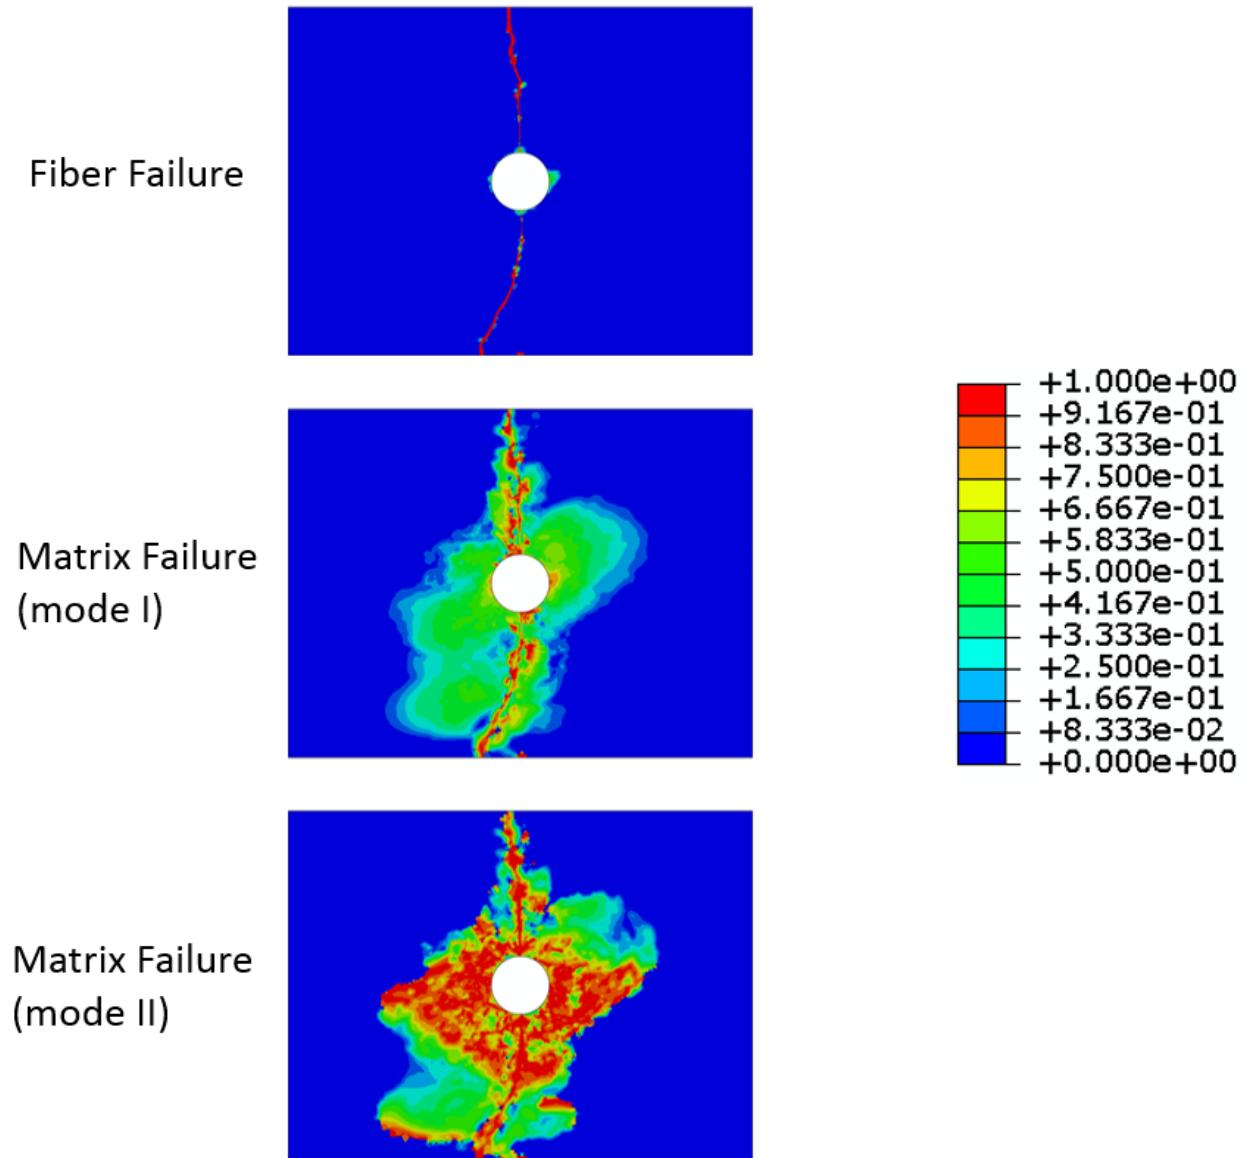 Fiber Failure
Matrix Failure
(mode I)
Matrix Failure
(mode II)
+1.000e+00
+9.167e-01
+8.333e-01
+7.500e-01
+6.667e-01
+5.833e-01
+5.000e-01
+4.167e-01
+3.333e-01
+2.500e-01
+1.667e-01
+8.333e-02
+0.000e+00